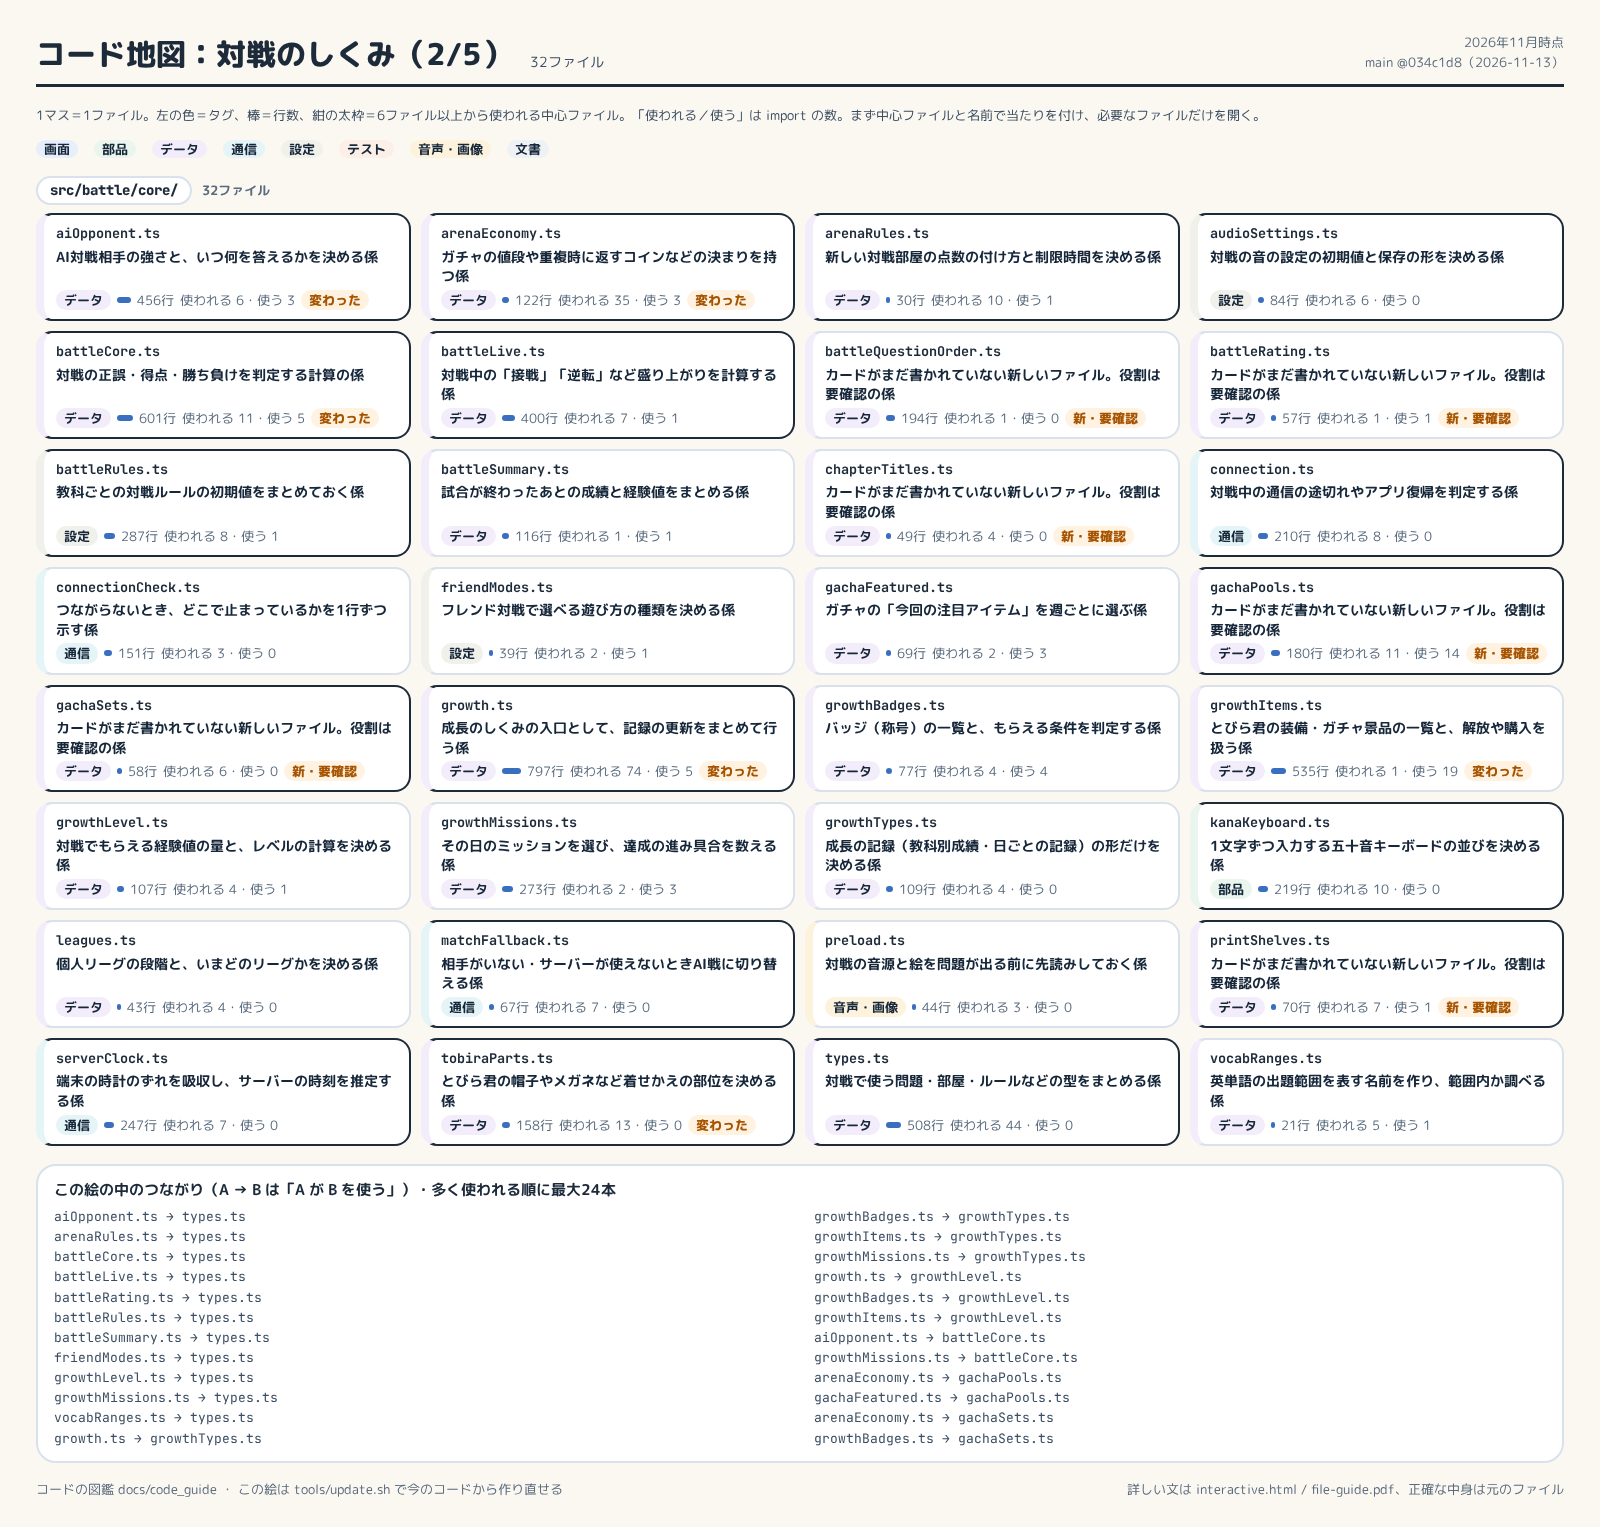 コード地図：対戦のしくみ（2/5） 32ファイル
2026年11月時点
main @034c1d8（2026-11-13）
1マス＝1ファイル。左の色＝タグ、棒＝行数、紺の太枠＝6ファイル以上から使われる中心ファイル。「使われる／使う」は import の数。まず中心ファイルと名前で当たりを付け、必要なファイルだけを開く。
画面 部品 データ 通信 設定 テスト 音声・画像 文書
src/battle/core/ 32ファイル
aiOpponent.ts
AI対戦相手の強さと、いつ何を答えるかを決める係
データ 456行 使われる 6・使う 3 変わった
arenaEconomy.ts
ガチャの値段や重複時に返すコインなどの決まりを持
つ係
データ 122行 使われる 35・使う 3 変わった
arenaRules.ts
新しい対戦部屋の点数の付け方と制限時間を決める係
データ 30行 使われる 10・使う 1
audioSettings.ts
対戦の音の設定の初期値と保存の形を決める係
設定 84行 使われる 6・使う 0
battleCore.ts
対戦の正誤・得点・勝ち負けを判定する計算の係
データ 601行 使われる 11・使う 5 変わった
battleLive.ts
対戦中の「接戦」「逆転」など盛り上がりを計算する
係
データ 400行 使われる 7・使う 1
battleQuestionOrder.ts
カードがまだ書かれていない新しいファイル。役割は
要確認の係
データ 194行 使われる 1・使う 0 新・要確認
battleRating.ts
カードがまだ書かれていない新しいファイル。役割は
要確認の係
データ 57行 使われる 1・使う 1 新・要確認
battleRules.ts
教科ごとの対戦ルールの初期値をまとめておく係
設定 287行 使われる 8・使う 1
battleSummary.ts
試合が終わったあとの成績と経験値をまとめる係
データ 116行 使われる 1・使う 1
chapterTitles.ts
カードがまだ書かれていない新しいファイル。役割は
要確認の係
データ 49行 使われる 4・使う 0 新・要確認
connection.ts
対戦中の通信の途切れやアプリ復帰を判定する係
通信 210行 使われる 8・使う 0
connectionCheck.ts
つながらないとき、どこで止まっているかを1行ずつ
示す係
通信 151行 使われる 3・使う 0
friendModes.ts
フレンド対戦で選べる遊び方の種類を決める係
設定 39行 使われる 2・使う 1
gachaFeatured.ts
ガチャの「今回の注目アイテム」を週ごとに選ぶ係
データ 69行 使われる 2・使う 3
gachaPools.ts
カードがまだ書かれていない新しいファイル。役割は
要確認の係
データ 180行 使われる 11・使う 14 新・要確認
gachaSets.ts
カードがまだ書かれていない新しいファイル。役割は
要確認の係
データ 58行 使われる 6・使う 0 新・要確認
growth.ts
成長のしくみの入口として、記録の更新をまとめて行
う係
データ 797行 使われる 74・使う 5 変わった
growthBadges.ts
バッジ（称号）の一覧と、もらえる条件を判定する係
データ 77行 使われる 4・使う 4
growthItems.ts
とびら君の装備・ガチャ景品の一覧と、解放や購入を
扱う係
データ 535行 使われる 1・使う 19 変わった
growthLevel.ts
対戦でもらえる経験値の量と、レベルの計算を決める
係
データ 107行 使われる 4・使う 1
growthMissions.ts
その日のミッションを選び、達成の進み具合を数える
係
データ 273行 使われる 2・使う 3
growthTypes.ts
成長の記録（教科別成績・日ごとの記録）の形だけを
決める係
データ 109行 使われる 4・使う 0
kanaKeyboard.ts
1文字ずつ入力する五十音キーボードの並びを決める
係
部品 219行 使われる 10・使う 0
leagues.ts
個人リーグの段階と、いまどのリーグかを決める係
データ 43行 使われる 4・使う 0
matchFallback.ts
相手がいない・サーバーが使えないときAI戦に切り替
える係
通信 67行 使われる 7・使う 0
preload.ts
対戦の音源と絵を問題が出る前に先読みしておく係
音声・画像 44行 使われる 3・使う 0
printShelves.ts
カードがまだ書かれていない新しいファイル。役割は
要確認の係
データ 70行 使われる 7・使う 1 新・要確認
serverClock.ts
端末の時計のずれを吸収し、サーバーの時刻を推定す
る係
通信 247行 使われる 7・使う 0
tobiraParts.ts
とびら君の帽子やメガネなど着せかえの部位を決める
係
データ 158行 使われる 13・使う 0 変わった
types.ts
対戦で使う問題・部屋・ルールなどの型をまとめる係
データ 508行 使われる 44・使う 0
vocabRanges.ts
英単語の出題範囲を表す名前を作り、範囲内か調べる
係
データ 21行 使われる 5・使う 1
この絵の中のつながり（A → B は「A が B を使う」）・多く使われる順に最大24本
aiOpponent.ts → types.ts
arenaRules.ts → types.ts
battleCore.ts → types.ts
battleLive.ts → types.ts
battleRating.ts → types.ts
battleRules.ts → types.ts
battleSummary.ts → types.ts
friendModes.ts → types.ts
growthLevel.ts → types.ts
growthMissions.ts → types.ts
vocabRanges.ts → types.ts
growth.ts → growthTypes.ts
growthBadges.ts → growthTypes.ts
growthItems.ts → growthTypes.ts
growthMissions.ts → growthTypes.ts
growth.ts → growthLevel.ts
growthBadges.ts → growthLevel.ts
growthItems.ts → growthLevel.ts
aiOpponent.ts → battleCore.ts
growthMissions.ts → battleCore.ts
arenaEconomy.ts → gachaPools.ts
gachaFeatured.ts → gachaPools.ts
arenaEconomy.ts → gachaSets.ts
growthBadges.ts → gachaSets.ts
コードの図鑑 docs/code_guide ・ この絵は tools/update.sh で今のコードから作り直せる
詳しい文は interactive.html / file-guide.pdf、正確な中身は元のファイル